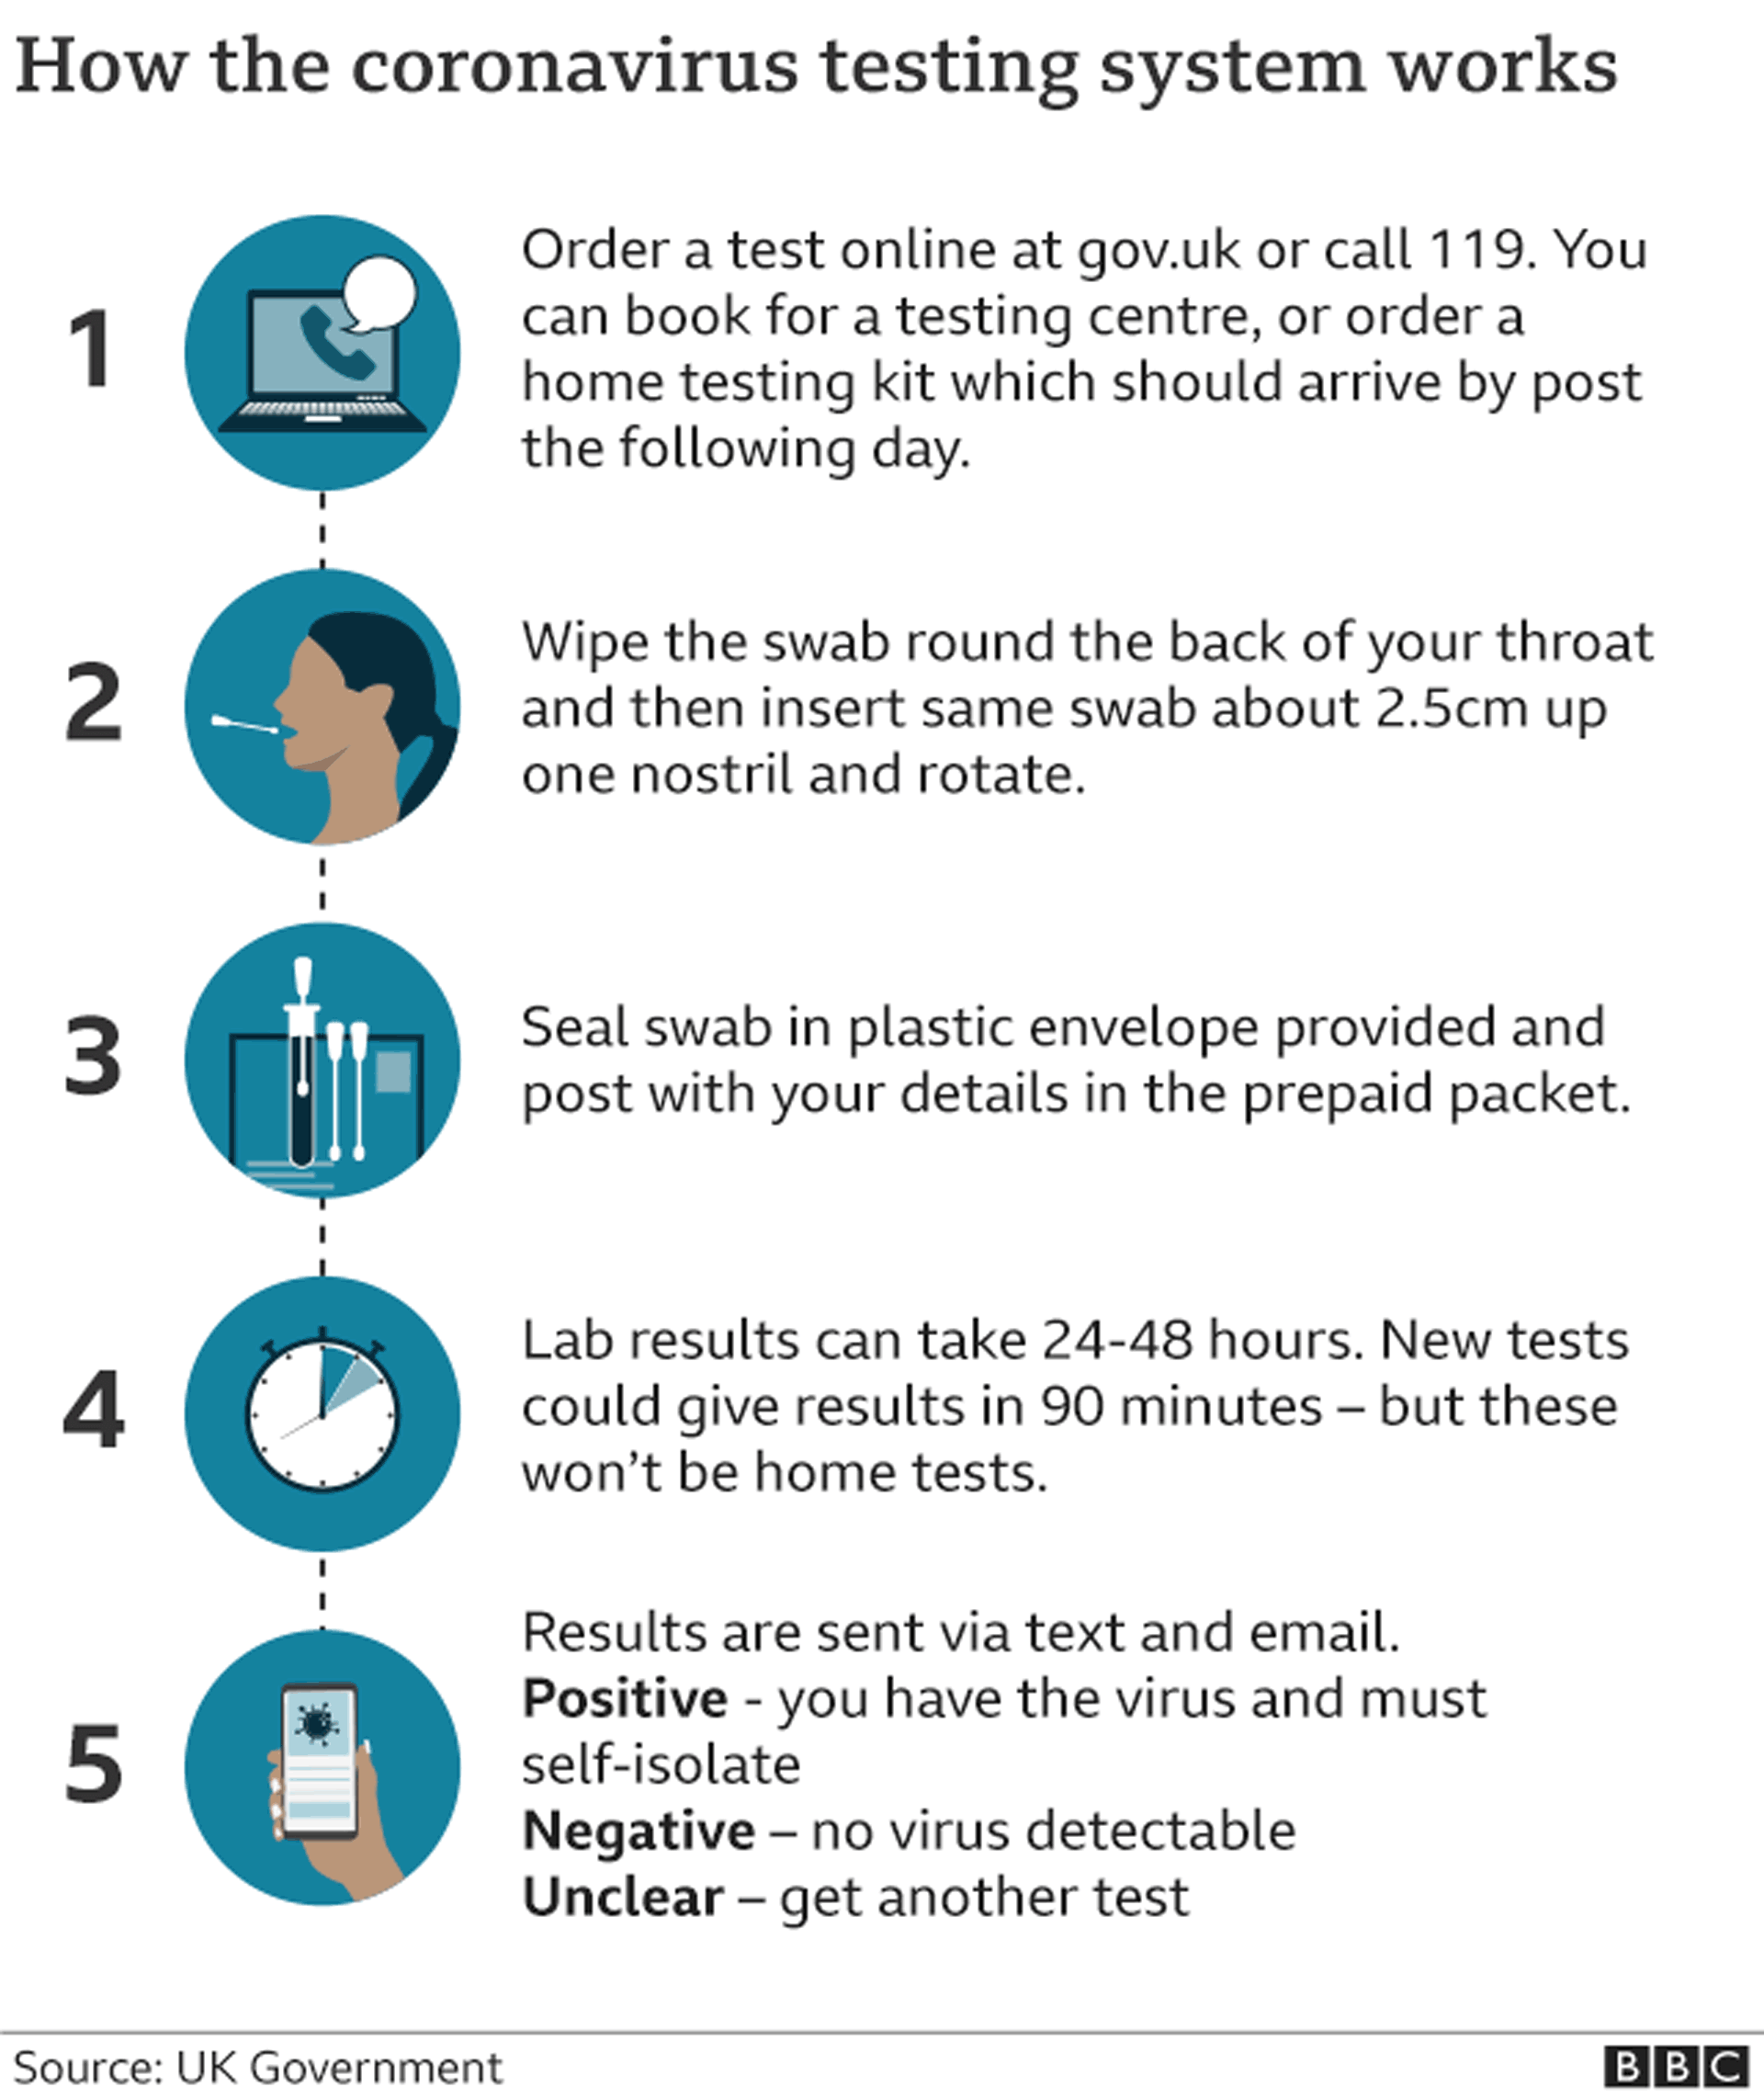 How the coronavirus testing system works
1
Order a test online at gov.uk or call 119. You
can book for a testing centre, or order a
home testing kit which should arrive by post
the following day.
2
Wipe the swab round the back of your throat
and then insert same swab about 2.5cm up
one nostril and rotate.
3
Seal swab in plastic envelope provided and
post with your details in the prepaid packet.
4
Lab results can take 24-48 hours. New tests
could give results in 90 minutes – but these
won’t be home tests.
5
Results are sent via text and email.
Positive - you have the virus and must
self-isolate
Negative – no virus detectable
Unclear – get another test
Source: UK Government
BBC